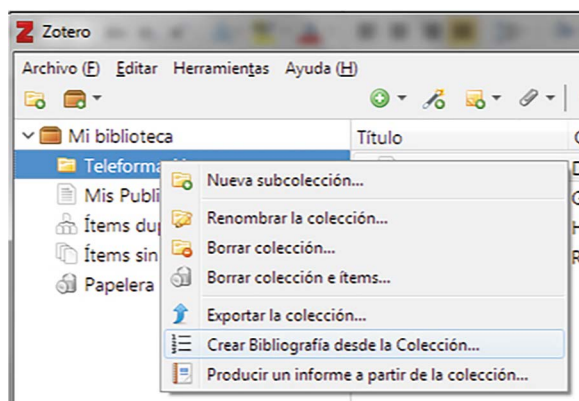 Zotero
Archivo (F) Editar Herramientas Ayuda (H)
Mi biblioteca
Título
Nueva subcolección...
Mis Publi
Renombrar la colección...
Ítems
Borrar colección...
Ítems sin
Borrar colección e ítems...
Papelera
Exportar la colección...
Crear Bibliografía desde la Colección...
Producir un informe a partir de la colección...